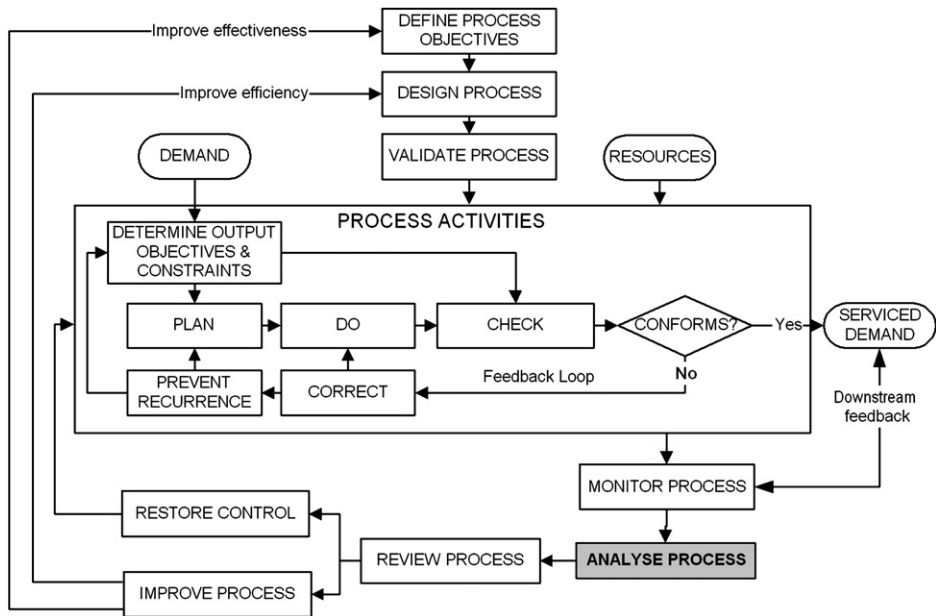 Improve effectiveness
DEFINE PROCESS
OBJECTIVES
Improve efficiency
DESIGN PROCESS
DEMAND
VALIDATE PROCESS
RESOURCES
PROCESS ACTIVITIES
DETERMINE OUTPUT
OBJECTIVES &
CONSTRAINTS
PLAN
DO
CHECK
CONFORMS?
Yes
SERVICED
DEMAND
PREVENT
RECURRENCE
CORRECT
Feedback Loop
No
Downstream
feedback
MONITOR PROCESS
RESTORE CONTROL
REVIEW PROCESS
ANALYSE PROCESS
IMPROVE PROCESS